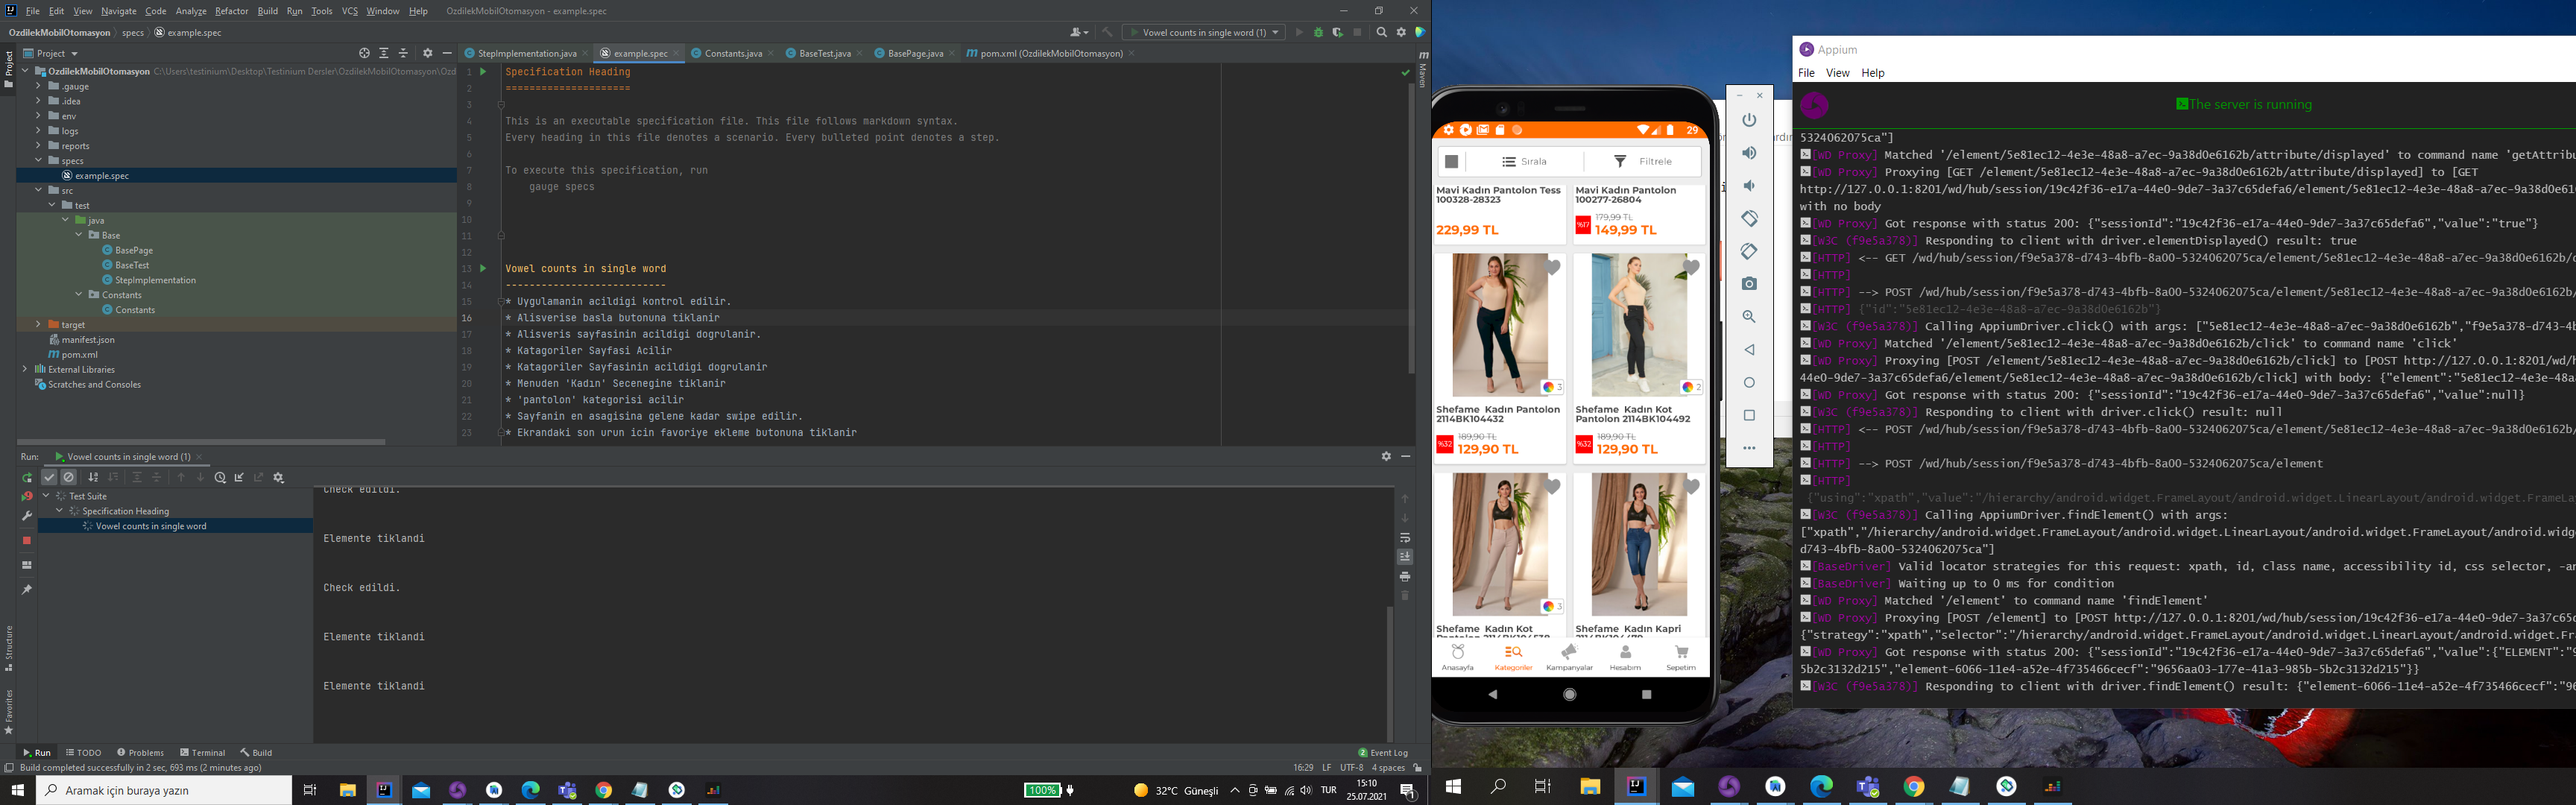 File Edit View Navigate Code Analyze Refactor Build Run Tools VCS Window Help OzdilekMobilOtomasyon - example.spec
OzdilekMobilOtomasyon specs example.spec
Vowel counts in single word (1)
Project
StepImplementation.java example.spec Constants.java BaseTest.java BasePage.java pom.xml (OzdilekMobilOtomasyon)
OzdilekMobilOtomasyon C:\Users\testinium\Desktop\Testinium Dersler\OzdilekMobilOtomasyon\Ozd
.gauge
.idea
env
logs
reports
specs
example.spec
src
test
java
Base
BasePage
BaseTest
StepImplementation
Constants
Constants
target
manifest.json
pom.xml
External Libraries
Scratches and Consoles
Project
Structure
Favorites
Maven
1 Specification Heading
2 =====================
3
4 This is an executable specification file. This file follows markdown syntax.
5 Every heading in this file denotes a scenario. Every bulleted point denotes a step.
6
7 To execute this specification, run
8 gauge specs
9
10
11
12
13 Vowel counts in single word
14 ---------------------------
15 * Uygulamanin acildigi kontrol edilir.
16 * Alisverise basla butonuna tiklanir
17 * Alisveris sayfasinin acildigi dogrulanir.
18 * Katagoriler Sayfasi Acilir
19 * Katagoriler Sayfasinin acildigi dogrulanir
20 * Menuden 'Kadın' Secenegine tiklanir
21 * 'pantolon' kategorisi acilir
22 * Sayfanin en asagisina gelene kadar swipe edilir.
23 * Ekrandaki son urun icin favoriye ekleme butonuna tiklanir
Run: Vowel counts in single word (1)
Test Suite
Specification Heading
Vowel counts in single word
Check edildi.
Elemente tiklandi
Check edildi.
Elemente tiklandi
Elemente tiklandi
Run TODO Problems Terminal Build
2 Event Log
Build completed successfully in 2 sec, 693 ms (2 minutes ago)
16:29 LF UTF-8 4 spaces
Aramak için buraya yazın
100%
32°C Güneşli
TUR
15:10
25.07.2021
29
Sırala Filtrele
Mavi Kadın Pantolon Tess
100328-28323
229,99 TL
Mavi Kadın Pantolon
100277-26804
%17 179,99 TL
149,99 TL
3
2
Shefame Kadın Pantolon
2114BK104432
%32 189,90 TL
129,90 TL
Shefame Kadın Kot
Pantolon 2114BK104492
%32 189,90 TL
129,90 TL
3
Shefame Kadın Kot
Shefame Kadın Kapri
Anasayfa Kategoriler Kampanyalar Hesabım Sepetim
Appium
File View Help
The server is running
5324062075ca"]
[WD Proxy] Matched '/element/5e81ec12-4e3e-48a8-a7ec-9a38d0e6162b/attribute/displayed' to command name 'getAttribu
[WD Proxy] Proxying [GET /element/5e81ec12-4e3e-48a8-a7ec-9a38d0e6162b/attribute/displayed] to [GET
http://127.0.0.1:8201/wd/hub/session/19c42f36-e17a-44e0-9de7-3a37c65defa6/element/5e81ec12-4e3e-48a8-a7ec-9a38d0e6162b
with no body
[WD Proxy] Got response with status 200: {"sessionId":"19c42f36-e17a-44e0-9de7-3a37c65defa6","value":"true"}
[W3C (f9e5a378)] Responding to client with driver.elementDisplayed() result: true
[HTTP] <-- GET /wd/hub/session/f9e5a378-d743-4bfb-8a00-5324062075ca/element/5e81ec12-4e3e-48a8-a7ec-9a38d0e6162b/d
[HTTP]
[HTTP] --> POST /wd/hub/session/f9e5a378-d743-4bfb-8a00-5324062075ca/element/5e81ec12-4e3e-48a8-a7ec-9a38d0e6162b/
[HTTP] {"id":"5e81ec12-4e3e-48a8-a7ec-9a38d0e6162b"}
[W3C (f9e5a378)] Calling AppiumDriver.click() with args: ["5e81ec12-4e3e-48a8-a7ec-9a38d0e6162b","f9e5a378-d743-4b
[WD Proxy] Matched '/element/5e81ec12-4e3e-48a8-a7ec-9a38d0e6162b/click' to command name 'click'
[WD Proxy] Proxying [POST /element/5e81ec12-4e3e-48a8-a7ec-9a38d0e6162b/click] to [POST http://127.0.0.1:8201/wd/h
44e0-9de7-3a37c65defa6/element/5e81ec12-4e3e-48a8-a7ec-9a38d0e6162b/click] with body: {"element":"5e81ec12-4e3e-48a
[WD Proxy] Got response with status 200: {"sessionId":"19c42f36-e17a-44e0-9de7-3a37c65defa6","value":null}
[W3C (f9e5a378)] Responding to client with driver.click() result: null
[HTTP] <-- POST /wd/hub/session/f9e5a378-d743-4bfb-8a00-5324062075ca/element/5e81ec12-4e3e-48a8-a7ec-9a38d0e6162b/
[HTTP]
[HTTP] --> POST /wd/hub/session/f9e5a378-d743-4bfb-8a00-5324062075ca/element
[HTTP]
{"using":"xpath","value":"/hierarchy/android.widget.FrameLayout/android.widget.LinearLayout/android.widget.FrameLa
[W3C (f9e5a378)] Calling AppiumDriver.findElement() with args:
["xpath","/hierarchy/android.widget.FrameLayout/android.widget.LinearLayout/android.widget.FrameLayout/android.widge
d743-4bfb-8a00-5324062075ca"]
[BaseDriver] Valid locator strategies for this request: xpath, id, class name, accessibility id, css selector, -an
[BaseDriver] Waiting up to 0 ms for condition
[WD Proxy] Matched '/element' to command name 'findElement'
[WD Proxy] Proxying [POST /element] to [POST http://127.0.0.1:8201/wd/hub/session/19c42f36-e17a-44e0-9de7-3a37c65d
{"strategy":"xpath","selector":"/hierarchy/android.widget.FrameLayout/android.widget.LinearLayout/android.widget.Fr
[WD Proxy] Got response with status 200: {"sessionId":"19c42f36-e17a-44e0-9de7-3a37c65defa6","value":{"ELEMENT":"9
5b2c3132d215","element-6066-11e4-a52e-4f735466cecf":"9656aa03-177e-41a3-985b-5b2c3132d215"}}
[W3C (f9e5a378)] Responding to client with driver.findElement() result: {"element-6066-11e4-a52e-4f735466cecf":"96